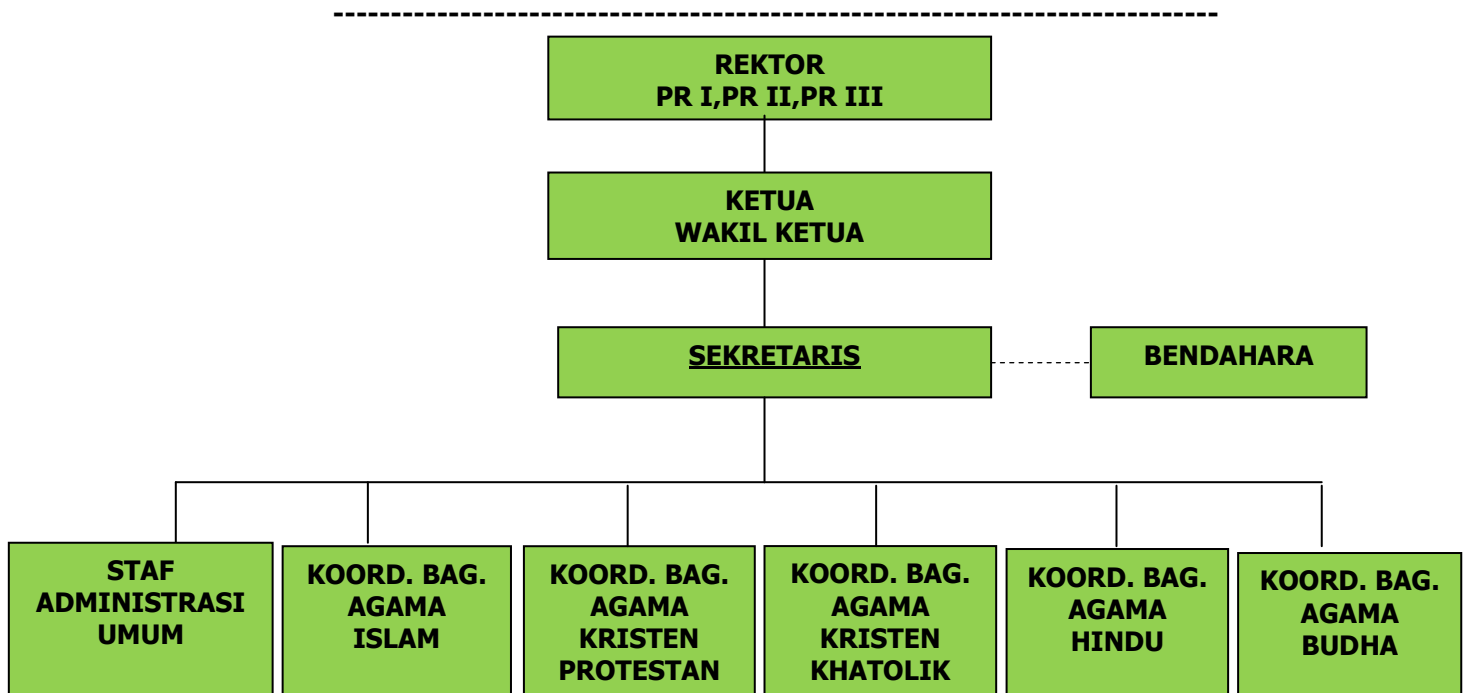 REKTOR
PR I,PR II,PR III
KETUA
WAKIL KETUA
SEKRETARIS
BENDAHARA
STAF
ADMINISTRASI
UMUM
KOORD. BAG.
AGAMA
ISLAM
KOORD. BAG.
AGAMA
KRISTEN
PROTESTAN
KOORD. BAG.
AGAMA
KRISTEN
KHATOLIK
KOORD. BAG.
AGAMA
HINDU
KOORD. BAG.
AGAMA
BUDHA